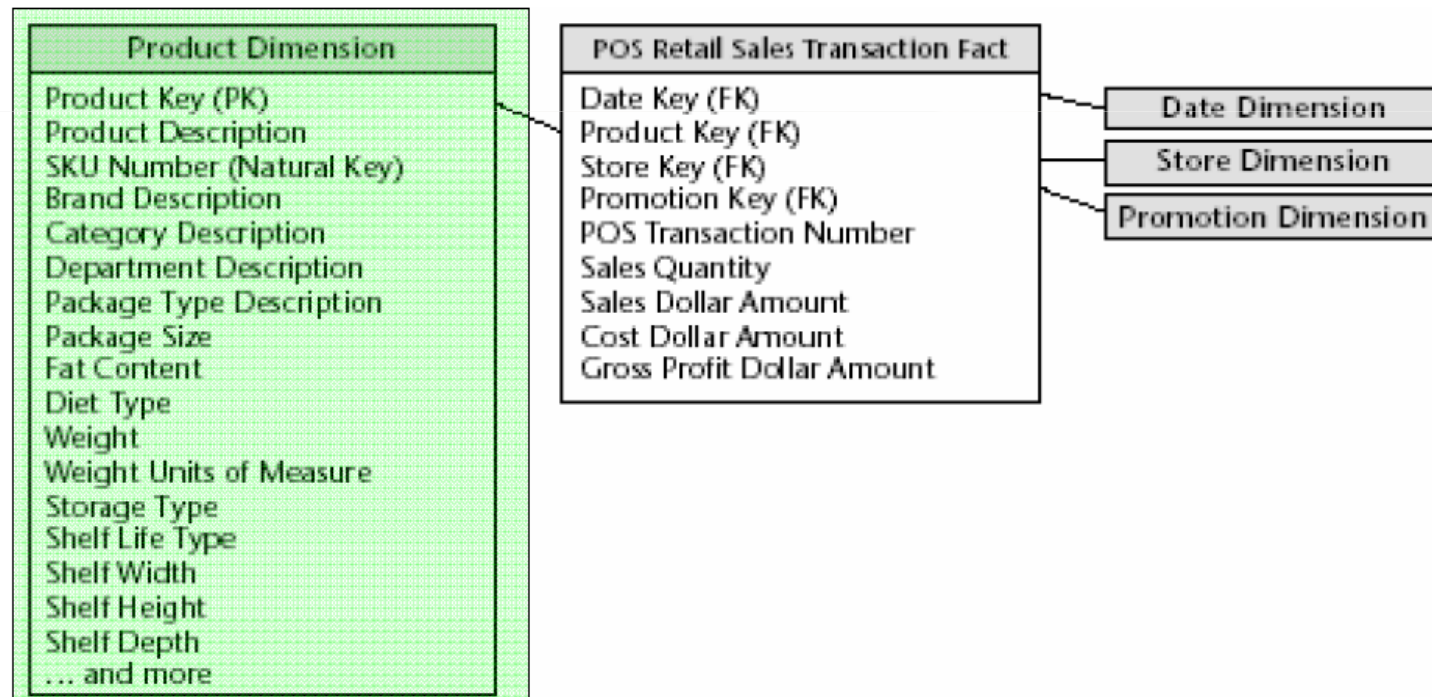 Product Dimension
Product Key (PK)
Product Description
SKU Number (Natural Key)
Brand Description
Category Description
Department Description
Package Type Description
Package Size
Fat Content
Diet Type
Weight
Weight Units of Measure
Storage Type
Shelf Life Type
Shelf Width
Shelf Height
Shelf Depth
... and more
POS Retail Sales Transaction Fact
Date Key (FK)
Product Key (FK)
Store Key (FK)
Promotion Key (FK)
POS Transaction Number
Sales Quantity
Sales Dollar Amount
Cost Dollar Amount
Gross Profit Dollar Amount
Date Dimension
Store Dimension
Promotion Dimension